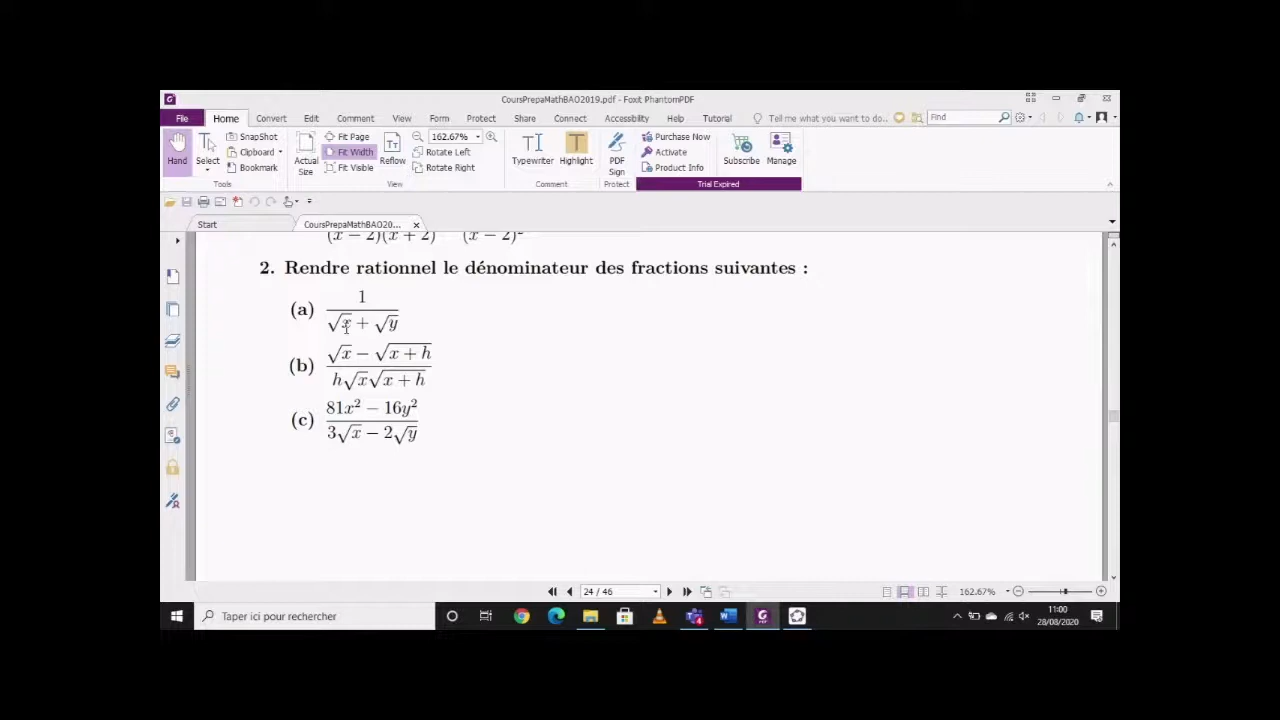 CoursPrepaMathBAO2019.pdf - Foxit PhantomPDF
File Home Convert Edit Comment View Form Protect Share Connect Accessibility Help Tutorial Tell me what you want to do.. Find
Hand
Select
SnapShot
Clipboard
Bookmark
Tools
Actual Size
Fit Page
Fit Width
Fit Visible
Reflow
162.67%
Rotate Left
Rotate Right
View
Typewriter
Highlight
Comment
PDF Sign
Protect
Purchase Now
Activate
Product Info
Subscribe
Manage
Trial Expired
Start CoursPrepaMathBAO20...
(x − 2)(x + 2) (x − 2)²
2. Rendre rationnel le dénominateur des fractions suivantes :
(a) 1 / (√x + √y)
(b) (√x − √(x + h)) / (h√x√(x + h))
(c) (81x² − 16y²) / (3√x − 2√y)
24 / 46 162.67%
Taper ici pour rechercher
11:00
28/08/2020